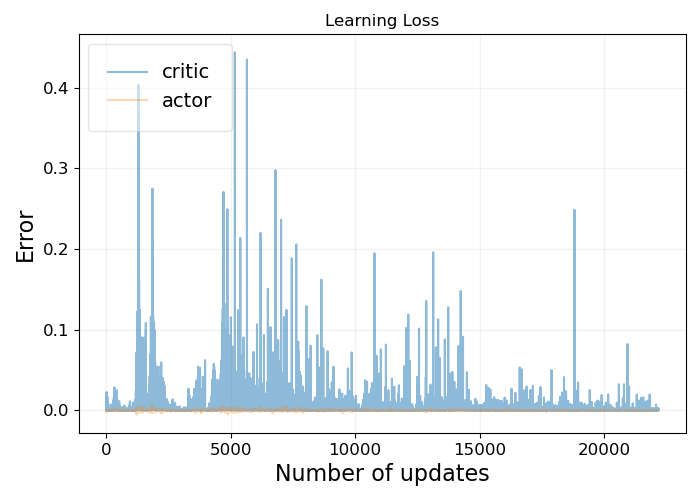 Learning Loss
critic
actor
Error
0.4
0.3
0.2
0.1
0.0
0 5000 10000 15000 20000
Number of updates